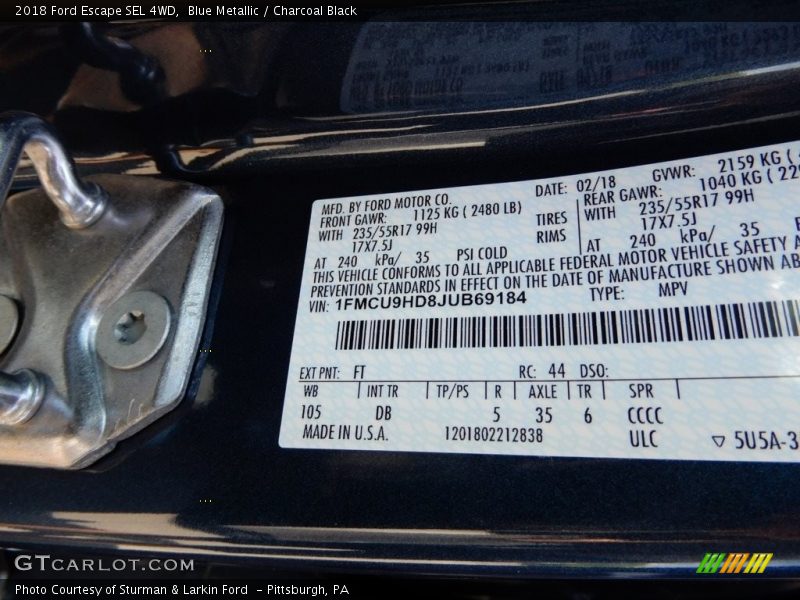 2018 Ford Escape SEL 4WD, Blue Metallic / Charcoal Black
MFD. BY FORD MOTOR CO. DATE: 02/18 GVWR: 2159 KG (
FRONT GAWR: 1125 KG ( 2480 LB) REAR GAWR: 1040 KG ( 22
WITH 235/55R17 99H TIRES WITH 235/55R17 99H
17X7.5J RIMS 17X7.5J
AT 240 kPa/ 35 PSI COLD AT 240 kPa/ 35
THIS VEHICLE CONFORMS TO ALL APPLICABLE FEDERAL MOTOR VEHICLE SAFETY
PREVENTION STANDARDS IN EFFECT ON THE DATE OF MANUFACTURE SHOWN AB
VIN: 1FMCU9HD8JUB69184 TYPE: MPV
EXT PNT: FT RC: 44 DSO:
WB INT TR TP/PS R AXLE TR SPR
105 DB 5 35 6 CCCC
MADE IN U.S.A. 1201802212838 ULC 5U5A-3
GTCARLOT.COM
Photo Courtesy of Sturman & Larkin Ford - Pittsburgh, PA